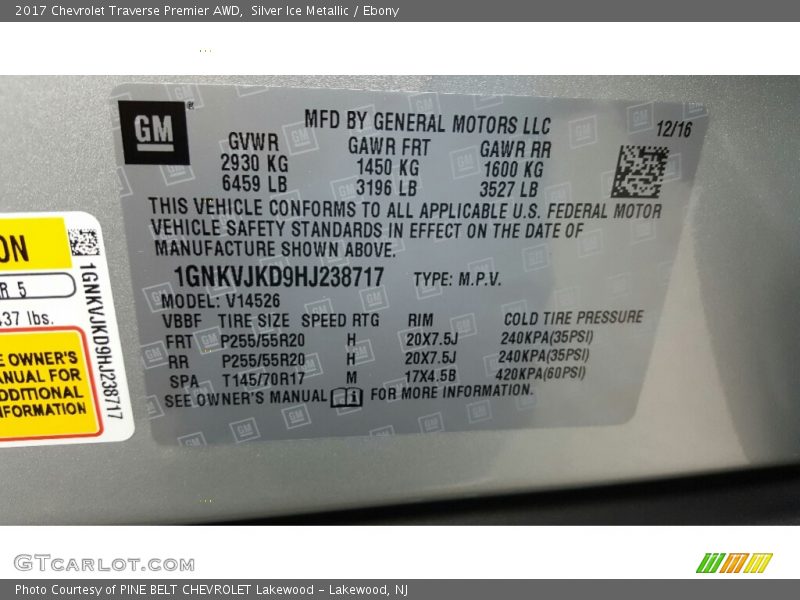 2017 Chevrolet Traverse Premier AWD,  Silver Ice Metallic / Ebony
GM
MFD BY GENERAL MOTORS LLC
12/16
GVWR GAWR FRT GAWR RR
2930 KG 1450 KG 1600 KG
6459 LB 3196 LB 3527 LB
THIS VEHICLE CONFORMS TO ALL APPLICABLE U.S. FEDERAL MOTOR
VEHICLE SAFETY STANDARDS IN EFFECT ON THE DATE OF
MANUFACTURE SHOWN ABOVE.
1GNKVJKD9HJ238717 TYPE: M.P.V.
MODEL: V14526
VBBF TIRE SIZE SPEED RTG RIM COLD TIRE PRESSURE
FRT P255/55R20 H 20X7.5J 240KPA(35PSI)
RR P255/55R20 H 20X7.5J 240KPA(35PSI)
SPA T145/70R17 M 17X4.5B 420KPA(60PSI)
SEE OWNER'S MANUAL FOR MORE INFORMATION.
ON
R 5
437 lbs.
E OWNER'S
ANUAL FOR
DDITIONAL
NFORMATION
1GNKVJKD9HJ238717
GTCARLOT.COM
Photo Courtesy of PINE BELT CHEVROLET Lakewood - Lakewood, NJ